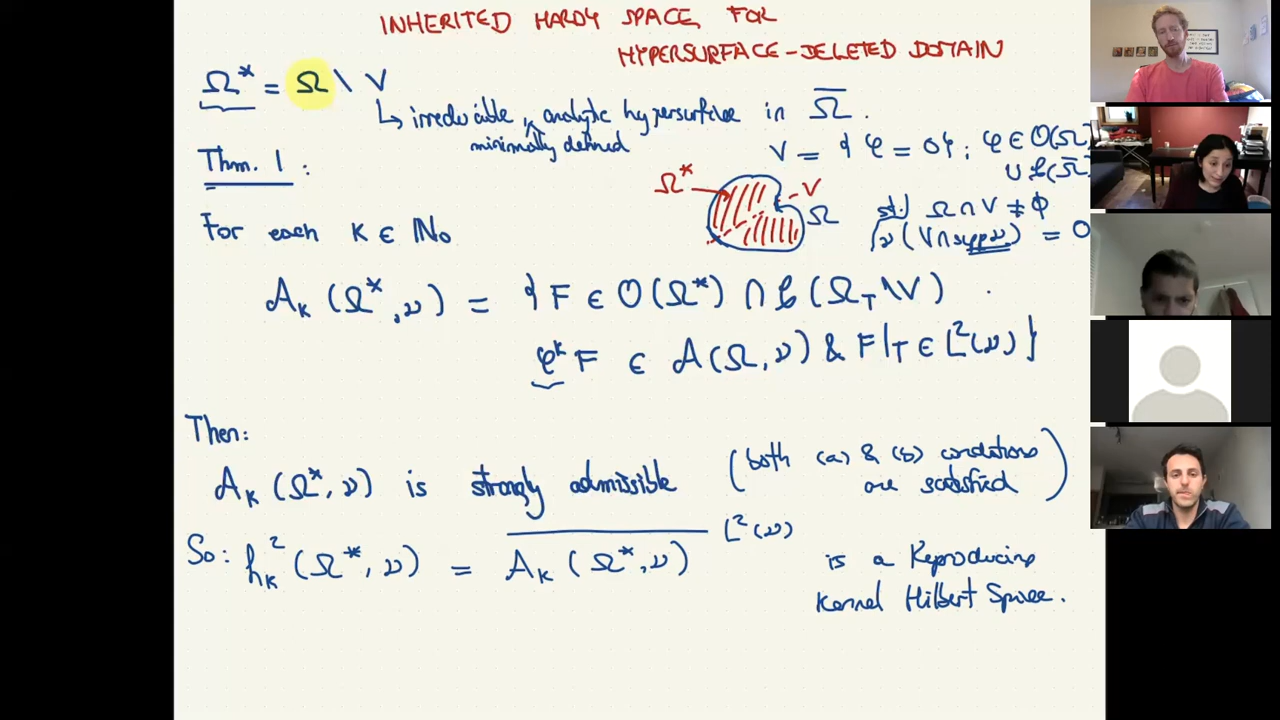 INHERITED HARDY SPACE FOR
HYPERSURFACE-DELETED DOMAIN
Ω* = Ω \ V
↳ irreducible, analytic hypersurface in Ω̅.
minimally defined
V = {φ = 0}; φ ∈ O(Ω)
∪ 𝒞(Ω̅)
Thm. 1:
Ω*
V
Ω
st.) Ω ∩ V ≠ ∅
ν(V ∩ supp ν) = 0
For each K ∈ ℕ₀
A_K (Ω*, ν) = { F ∈ O(Ω*) ∩ 𝒞(Ω_T \ V) .
φ^K F ∈ A(Ω, ν) & F|_T ∈ L²(ν) }
Then:
A_K (Ω*, ν) is strongly admissible
(both (a) & (b) conditions
are satisfied)
So: h_K² (Ω*, ν) = \overline{A_K (Ω*, ν)} L²(ν)
is a Reproducing
Kernel Hilbert Space.